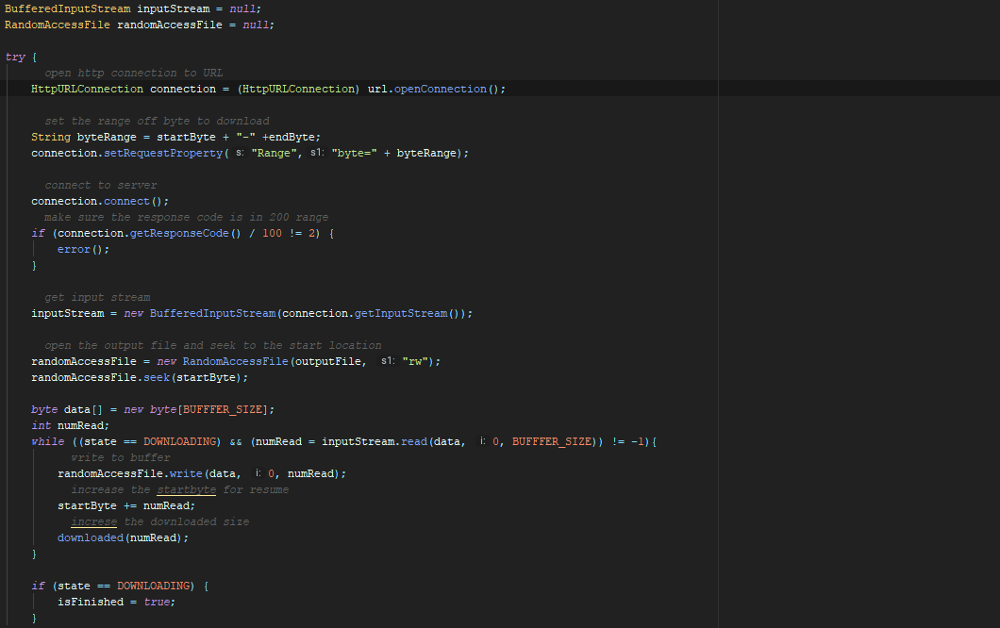 BufferedInputStream inputStream = null;
RandomAccessFile randomAccessFile = null;
try {
open http connection to URL
HttpURLConnection connection = (HttpURLConnection) url.openConnection();
set the range off byte to download
String byteRange = startByte + "-" +endByte;
connection.setRequestProperty( s: "Range", s1: "byte=" + byteRange);
connect to server
connection.connect();
make sure the response code is in 200 range
if (connection.getResponseCode() / 100 != 2) {
error();
}
get input stream
inputStream = new BufferedInputStream(connection.getInputStream());
open the output file and seek to the start location
randomAccessFile = new RandomAccessFile(outputFile, s1: "rw");
randomAccessFile.seek(startByte);
byte data[] = new byte[BUFFFER_SIZE];
int numRead;
while ((state == DOWNLOADING) && (numRead = inputStream.read(data, i: 0, BUFFFER_SIZE)) != -1){
write to buffer
randomAccessFile.write(data, i: 0, numRead);
increase the startbyte for resume
startByte += numRead;
increse the downloaded size
downloaded(numRead);
}
if (state == DOWNLOADING) {
isFinished = true;
}